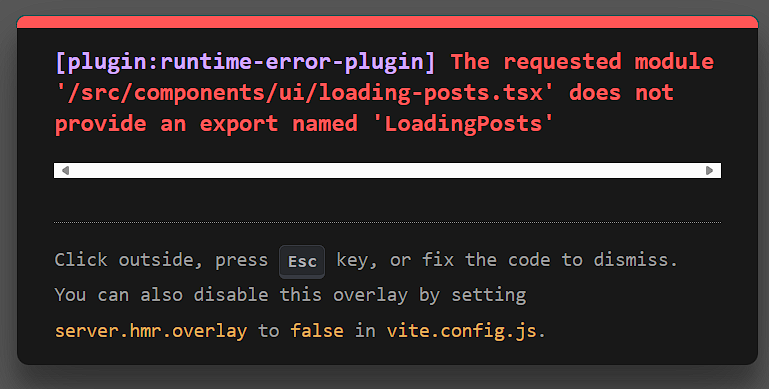 [plugin:runtime-error-plugin] The requested module
'/src/components/ui/loading-posts.tsx' does not
provide an export named 'LoadingPosts'
Click outside, press Esc key, or fix the code to dismiss.
You can also disable this overlay by setting
server.hmr.overlay to false in vite.config.js.